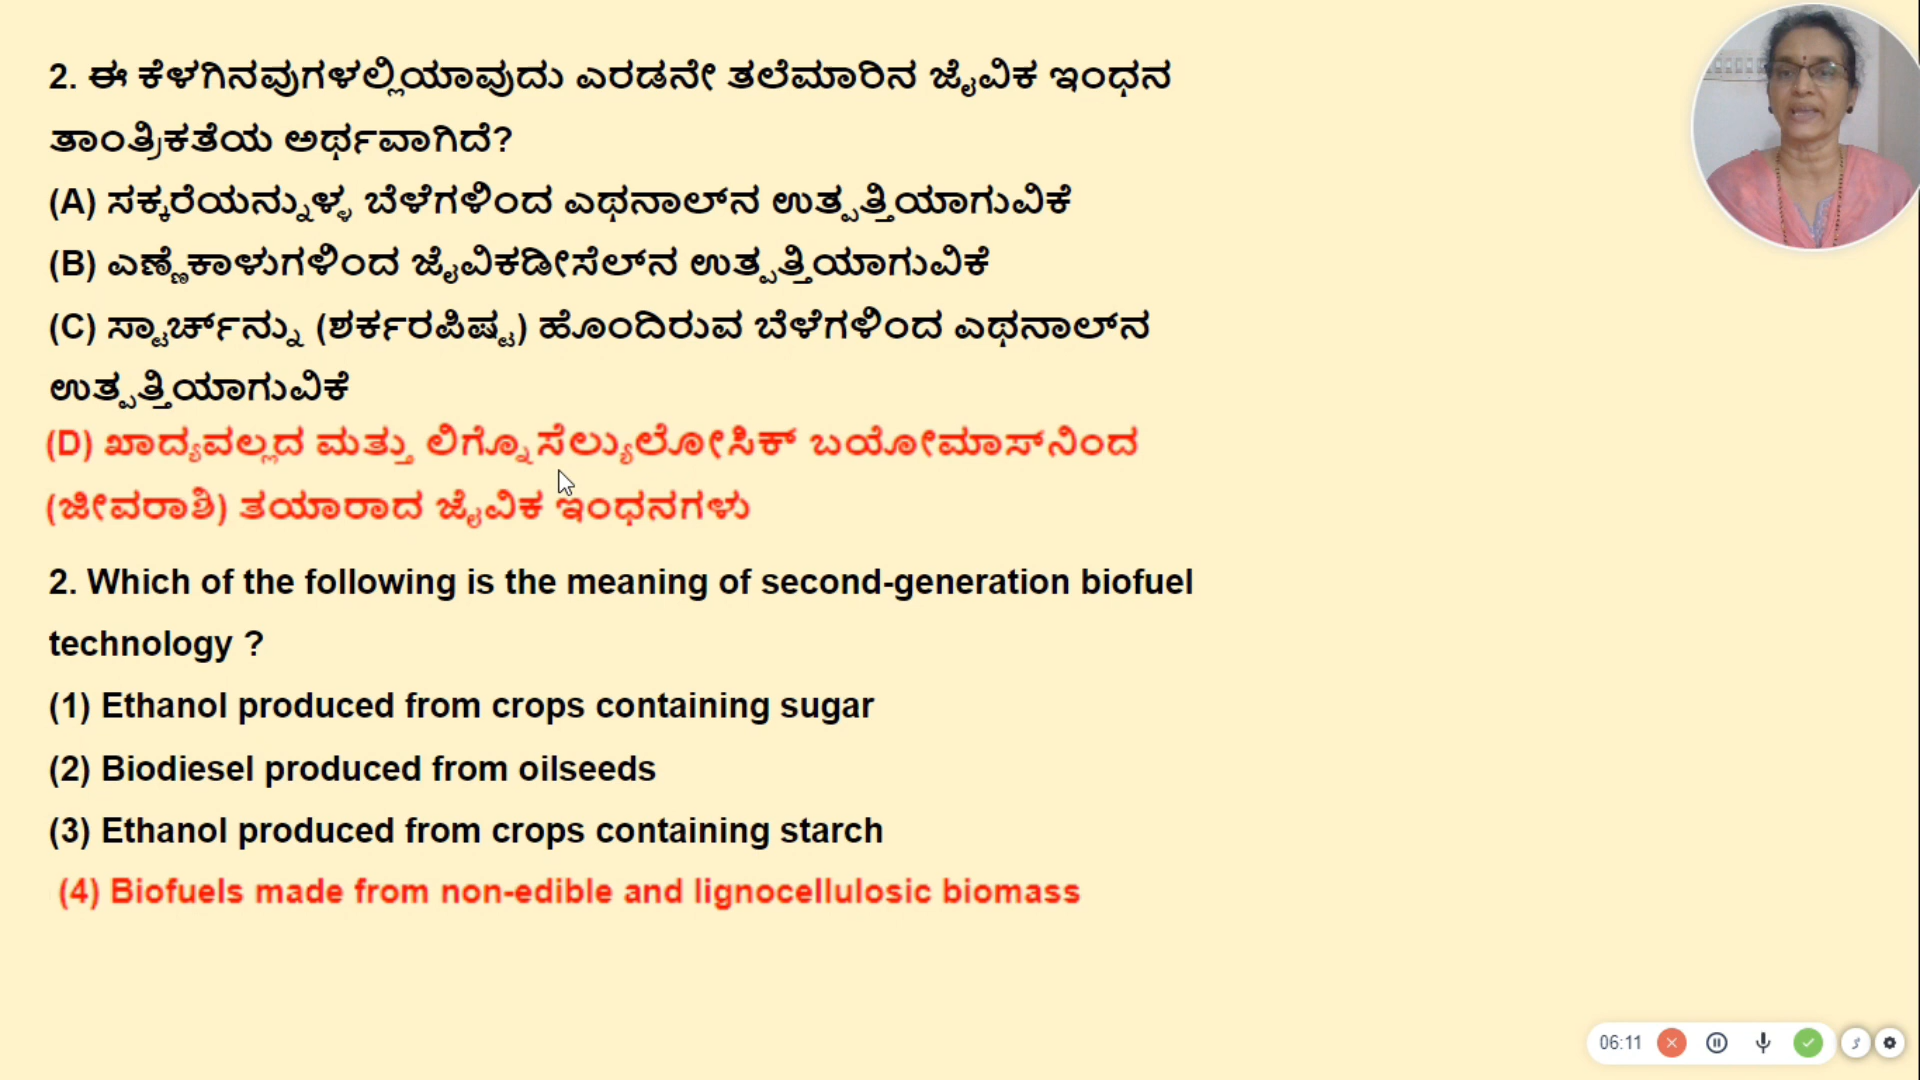 2. ಈ ಕೆಳಗಿನವುಗಳಲ್ಲಿಯಾವುದು ಎರಡನೇ ತಲೆಮಾರಿನ ಜೈವಿಕ ಇಂಧನ
ತಾಂತ್ರಿಕತೆಯ ಅರ್ಥವಾಗಿದೆ?
(A) ಸಕ್ಕರೆಯನ್ನುಳ್ಳ ಬೆಳೆಗಳಿಂದ ಎಥನಾಲ್‌ನ ಉತ್ಪತ್ತಿಯಾಗುವಿಕೆ
(B) ಎಣ್ಣೆಕಾಳುಗಳಿಂದ ಜೈವಿಕಡೀಸೆಲ್‌ನ ಉತ್ಪತ್ತಿಯಾಗುವಿಕೆ
(C) ಸ್ಟಾರ್ಚ್‌ನ್ನು (ಶರ್ಕರಪಿಷ್ಟ) ಹೊಂದಿರುವ ಬೆಳೆಗಳಿಂದ ಎಥನಾಲ್‌ನ
ಉತ್ಪತ್ತಿಯಾಗುವಿಕೆ
(D) ಖಾದ್ಯವಲ್ಲದ ಮತ್ತು ಲಿಗ್ನೊಸೆಲ್ಯುಲೋಸಿಕ್ ಬಯೋಮಾಸ್‌ನಿಂದ
(ಜೀವರಾಶಿ) ತಯಾರಾದ ಜೈವಿಕ ಇಂಧನಗಳು
2. Which of the following is the meaning of second-generation biofuel
technology ?
(1) Ethanol produced from crops containing sugar
(2) Biodiesel produced from oilseeds
(3) Ethanol produced from crops containing starch
(4) Biofuels made from non-edible and lignocellulosic biomass
06:11